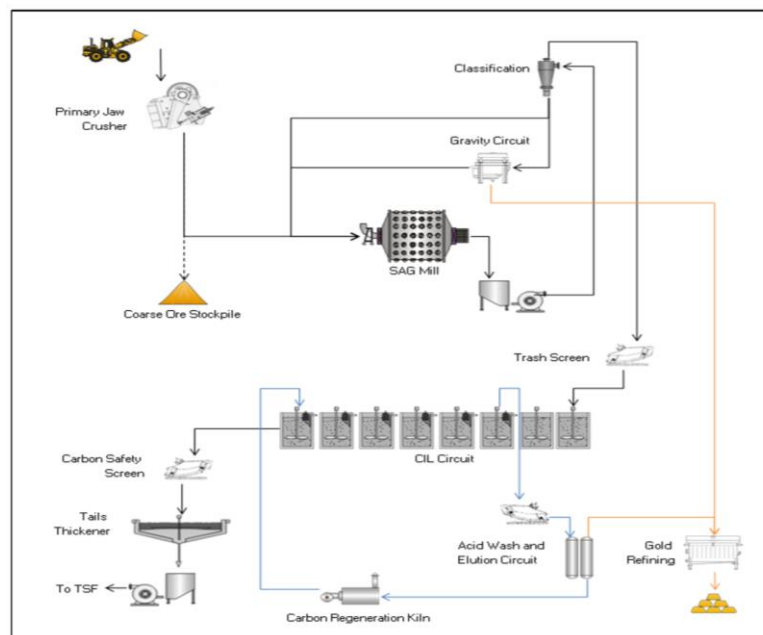 Classification
Primary Jaw
Crusher
Gravity Circuit
SAG Mill
Coarse Ore Stockpile
Trash Screen
CIL Circuit
Carbon Safety
Screen
Tails
Thickener
Acid Wash and
Elution Circuit
Gold
Refining
To TSF
Carbon Regeneration Kiln